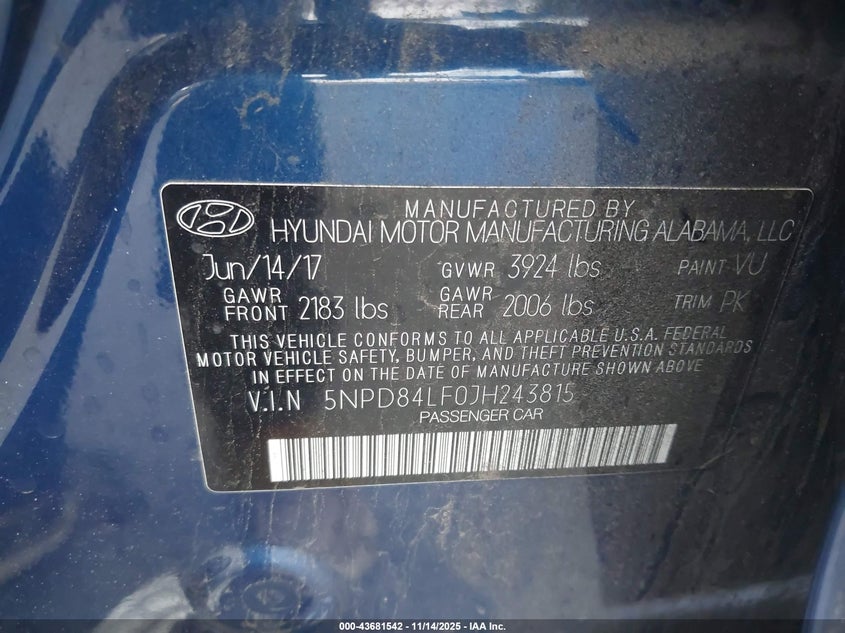 MANUFACTURED BY
HYUNDAI MOTOR MANUFACTURING ALABAMA, LLC
Jun/14/17 GVWR 3924 lbs PAINT VU
GAWR FRONT 2183 lbs GAWR REAR 2006 lbs TRIM PK
THIS VEHICLE CONFORMS TO ALL APPLICABLE U.S.A. FEDERAL
MOTOR VEHICLE SAFETY, BUMPER, AND THEFT PREVENTION STANDARDS
IN EFFECT ON THE DATE OF MANUFACTURE SHOWN ABOVE
V.I.N 5NPD84LF0JH243815
PASSENGER CAR
000-43681542 - 11/14/2025 - IAA Inc.